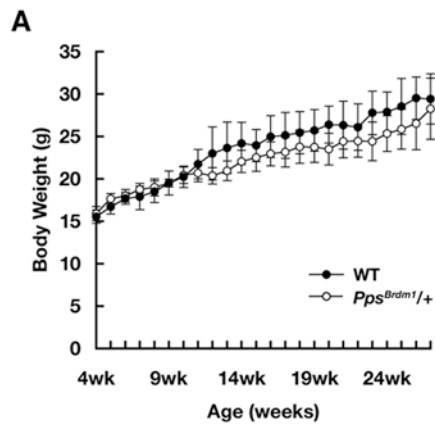 A
35
30
25
20
15
10
5
0
Body Weight (g)
WT
Pps^Brdm1/+
4wk 9wk 14wk 19wk 24wk
Age (weeks)